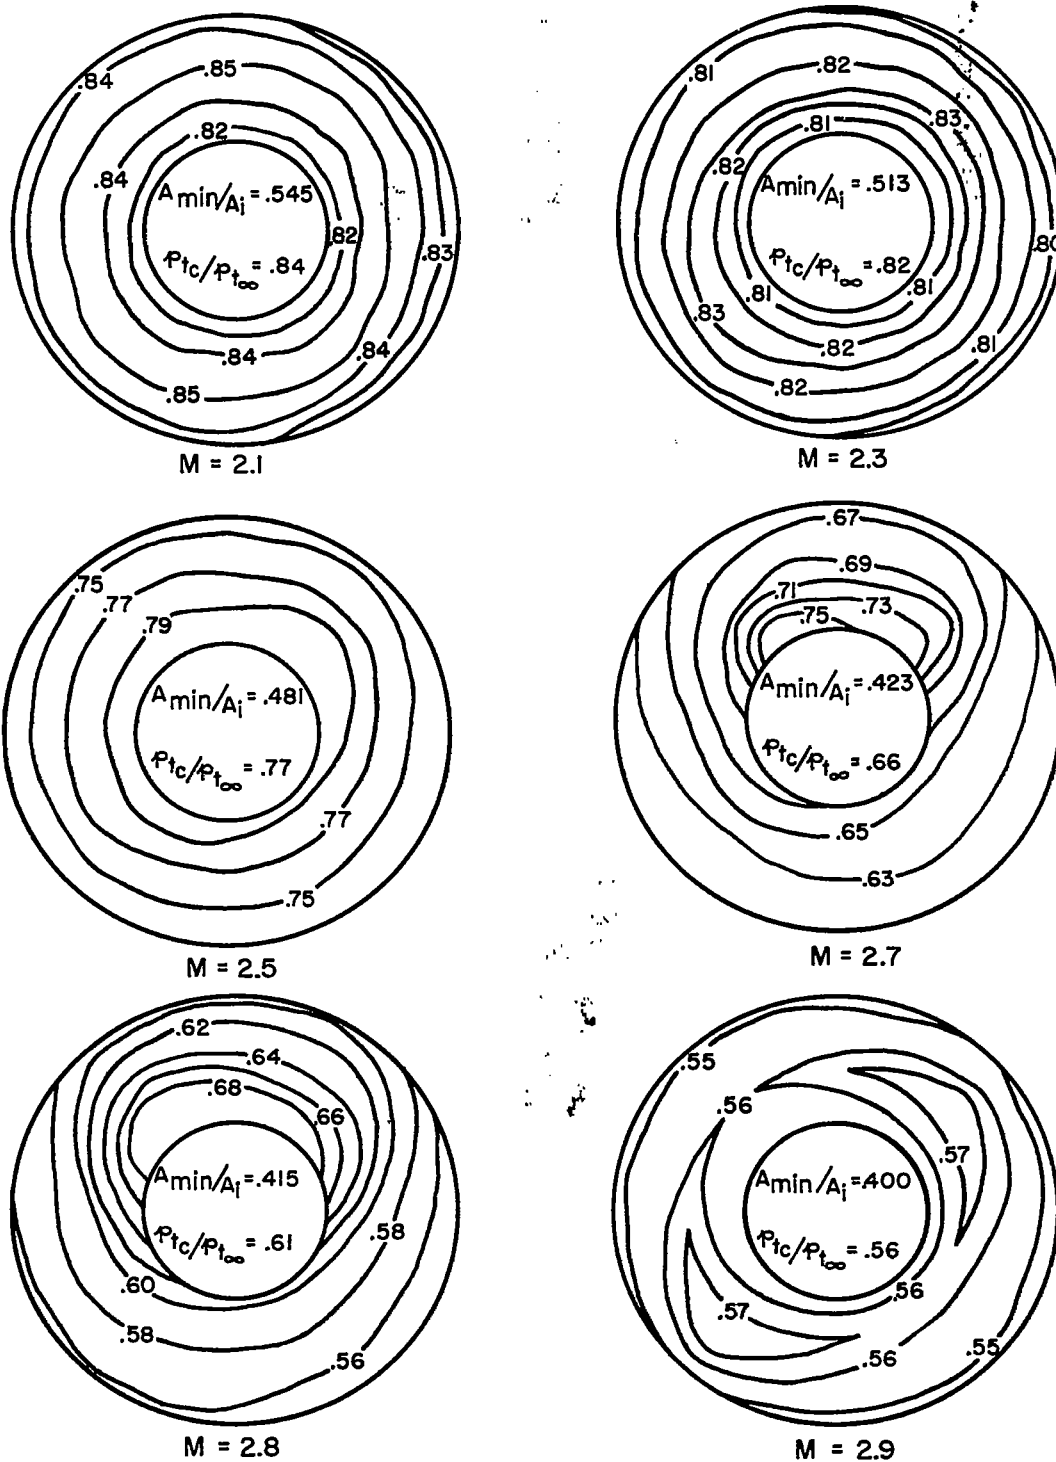 .84
.85
.82
.84
Amin/Ai = .545
.82
.83
Ptc/Pt∞ = .84
.84
.84
.85
M = 2.1
.81
.82
.83
.81
.82
Amin/Ai = .513
.80
Ptc/Pt∞ = .82
.81
.81
.83
.82
.81
.82
M = 2.3
.75
.77
.79
Amin/Ai = .481
Ptc/Pt∞ = .77
.77
.75
M = 2.5
.67
.69
.71
.73
.75
Amin/Ai = .423
Ptc/Pt∞ = .66
.65
.63
M = 2.7
.62
.64
.68
.66
Amin/Ai = .415
.58
Ptc/Pt∞ = .61
.60
.58
.56
M = 2.8
.55
.56
.57
Amin/Ai = .400
Ptc/Pt∞ = .56
.56
.57
.55
.56
M = 2.9